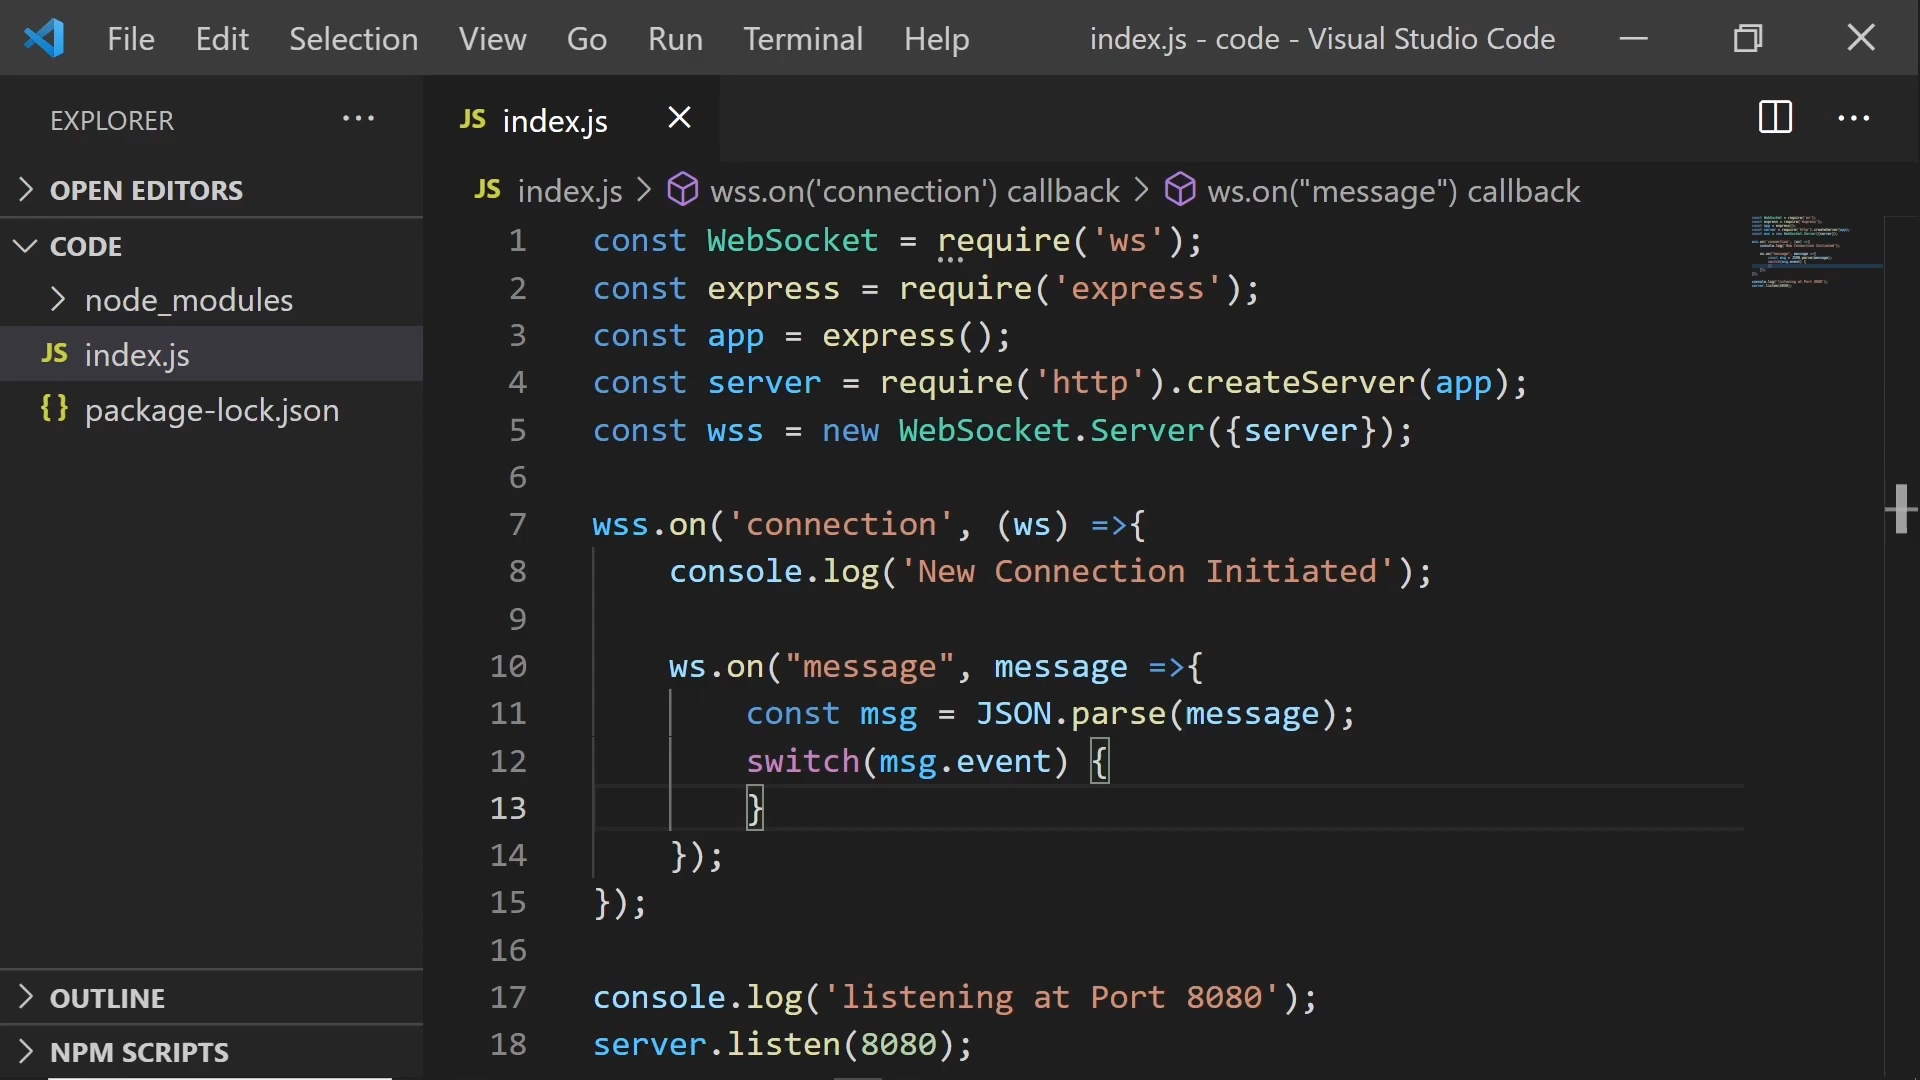 File Edit Selection View Go Run Terminal Help index.js - code - Visual Studio Code
EXPLORER
OPEN EDITORS
CODE
node_modules
JS index.js
{} package-lock.json
OUTLINE
NPM SCRIPTS
JS index.js
JS index.js > wss.on('connection') callback > ws.on("message") callback
1 const WebSocket = require('ws');
2 const express = require('express');
3 const app = express();
4 const server = require('http').createServer(app);
5 const wss = new WebSocket.Server({server});
6
7 wss.on('connection', (ws) =>{
8 console.log('New Connection Initiated');
9
10 ws.on("message", message =>{
11 const msg = JSON.parse(message);
12 switch(msg.event) {
13 }
14 });
15 });
16
17 console.log('listening at Port 8080');
18 server.listen(8080);